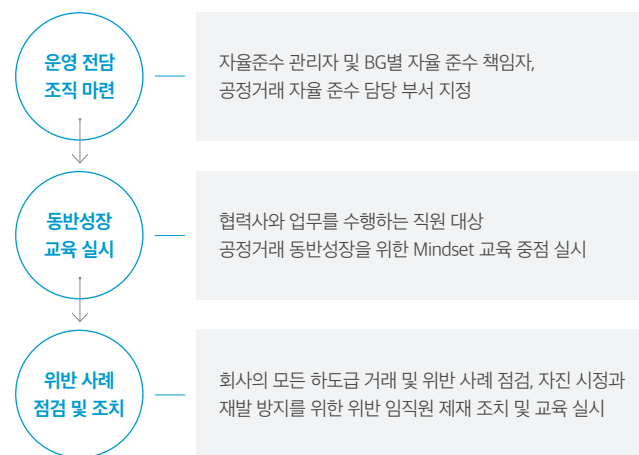 운영 전담
조직 마련
자율준수 관리자 및 BG별 자율 준수 책임자,
공정거래 자율 준수 담당 부서 지정
동반성장
교육 실시
협력사와 업무를 수행하는 직원 대상
공정거래 동반성장을 위한 Mindset 교육 중점 실시
위반 사례
점검 및 조치
회사의 모든 하도급 거래 및 위반 사례 점검, 자진 시정과
재발 방지를 위한 위반 임직원 제재 조치 및 교육 실시